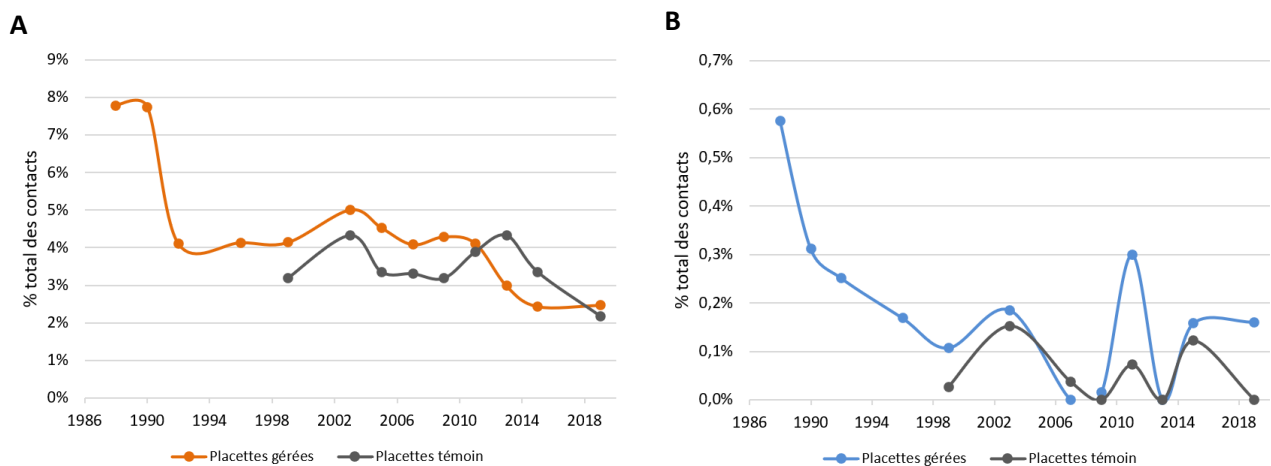 A
% total des contacts
9%
8%
7%
6%
5%
4%
3%
2%
1%
0%
1986 1990 1994 1998 2002 2006 2010 2014 2018
Placettes gérées Placettes témoin
B
% total des contacts
0,7%
0,6%
0,5%
0,4%
0,3%
0,2%
0,1%
0,0%
1986 1990 1994 1998 2002 2006 2010 2014 2018
Placettes gérées Placettes témoin